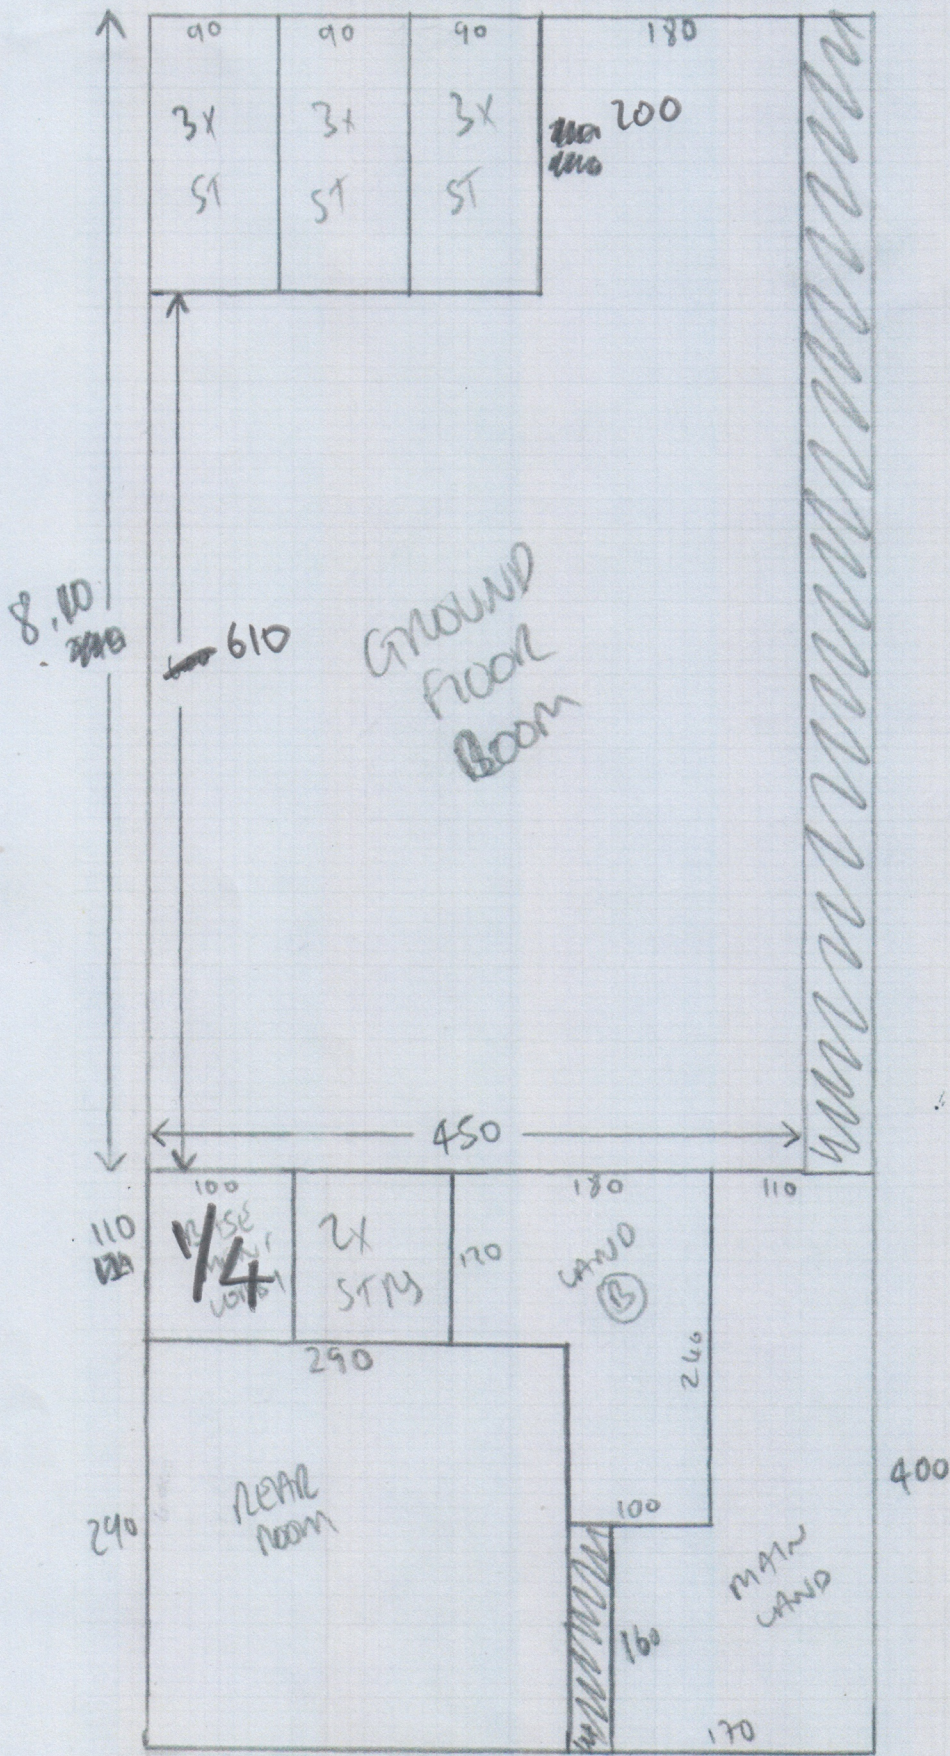 90 90 90 180
3X 3X 3X 200
ST ST ST
8.10
610
GROUND
FLOOR
ROOM
450
100 180 110
110 1/4 2X 120 LAND
STPS B
290 240
REAR
ROOM
290 100 400
MAIN
LAND
160
170